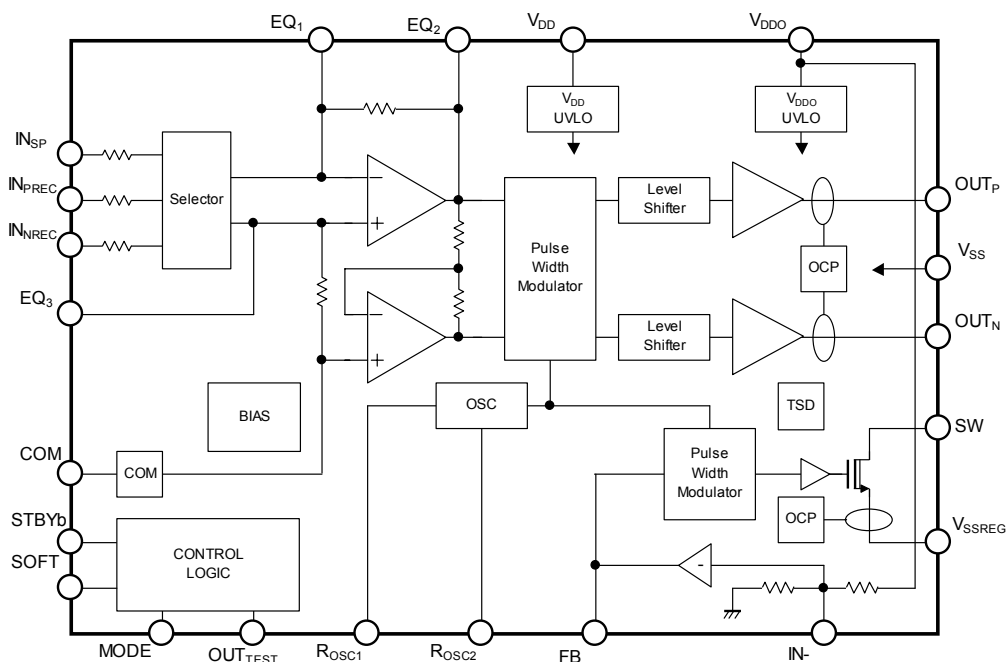 EQ1
EQ2
VDD
VDDO
VDD
UVLO
VDDO
UVLO
INSP
INPREC
INNREC
EQ3
Selector
−
+
−
+
Pulse
Width
Modulator
Level
Shifter
Level
Shifter
OCP
OUTP
VSS
OUTN
BIAS
OSC
TSD
SW
COM
COM
Pulse
Width
Modulator
OCP
VSSREG
STBYb
SOFT
CONTROL
LOGIC
-
MODE
OUTTEST
ROSC1
ROSC2
FB
IN-